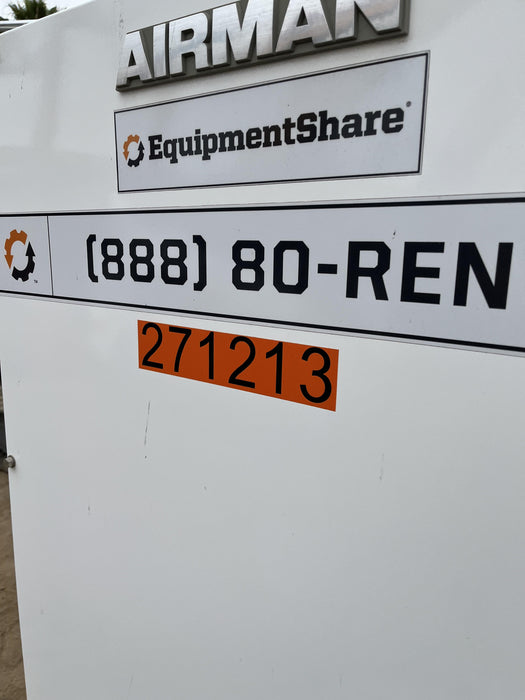 AIRMAN
EquipmentShare®
(888) 80-REN
271213